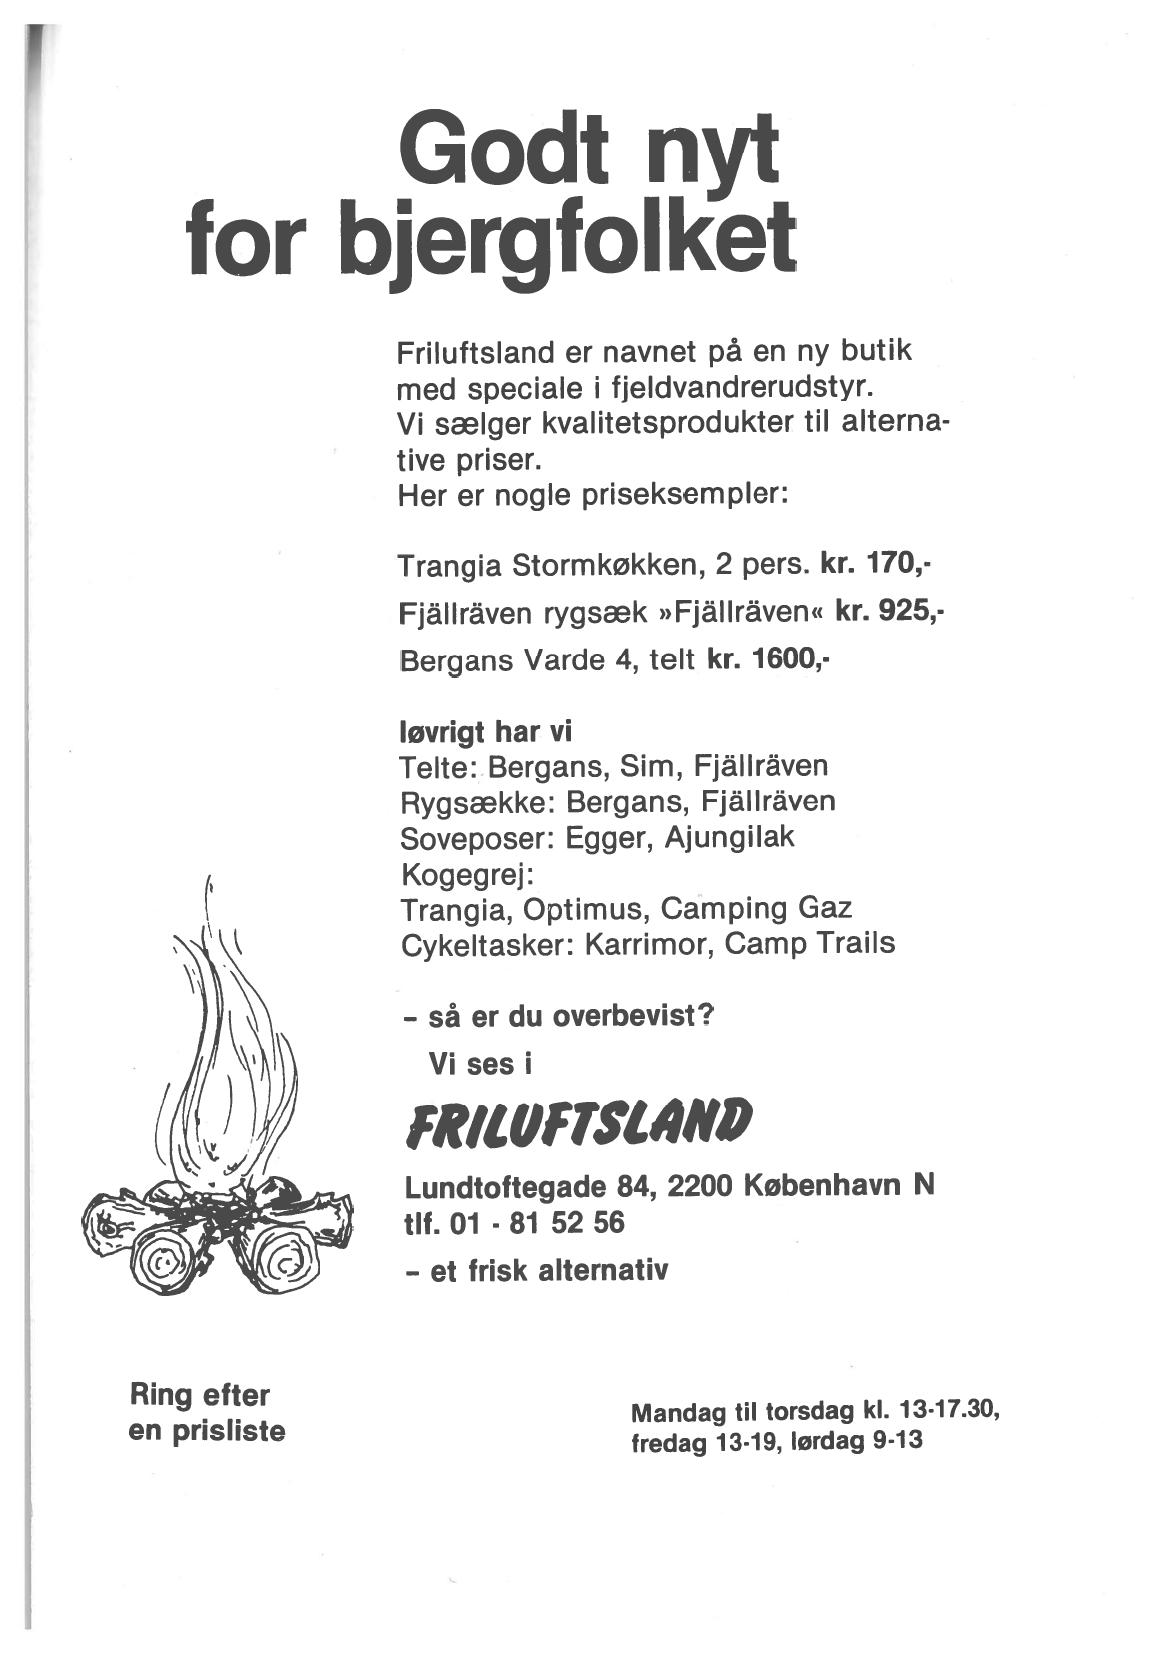 Godt nyt
for bjergfolket
Friluftsland er navnet på en ny butik
med speciale i fjeldvandrerudstyr.
Vi sælger kvalitetsprodukter til alterna-
tive priser.
Her er nogle priseksempler:
Trangia Stormkøkken, 2 pers. kr. 170,-
Fjällräven rygsæk »Fjällräven« kr. 925,-
Bergans Varde 4, telt kr. 1600,-
Iøvrigt har vi
Telte: Bergans, Sim, Fjällräven
Rygsække: Bergans, Fjällräven
Soveposer: Egger, Ajungilak
Kogegrej:
Trangia, Optimus, Camping Gaz
Cykeltasker: Karrimor, Camp Trails
– så er du overbevist?
Vi ses i
FRILUFTSLAND
Lundtoftegade 84, 2200 København N
tlf. 01 - 81 52 56
– et frisk alternativ
Ring efter
en prisliste
Mandag til torsdag kl. 13-17.30,
fredag 13-19, lørdag 9-13